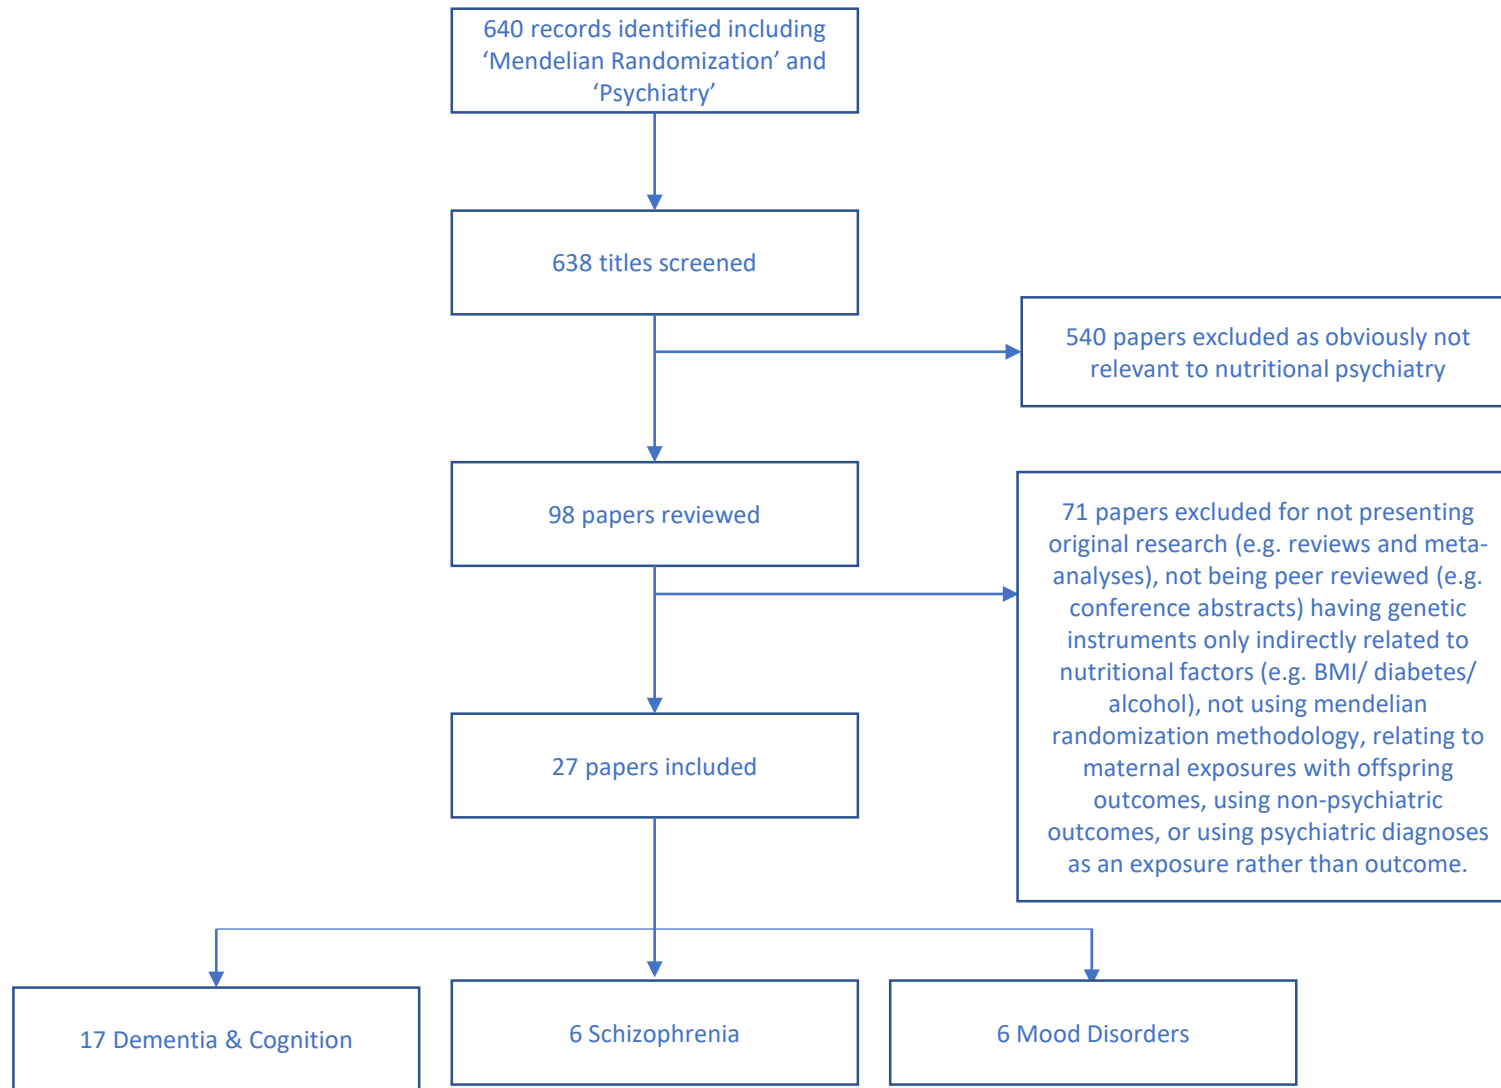 640 records identified including
‘Mendelian Randomization’ and
‘Psychiatry’
638 titles screened
540 papers excluded as obviously not
relevant to nutritional psychiatry
98 papers reviewed
71 papers excluded for not presenting
original research (e.g. reviews and meta-
analyses), not being peer reviewed (e.g.
conference abstracts) having genetic
instruments only indirectly related to
nutritional factors (e.g. BMI/ diabetes/
alcohol), not using mendelian
randomization methodology, relating to
maternal exposures with offspring
outcomes, using non-psychiatric
outcomes, or using psychiatric diagnoses
as an exposure rather than outcome.
27 papers included
17 Dementia & Cognition
6 Schizophrenia
6 Mood Disorders